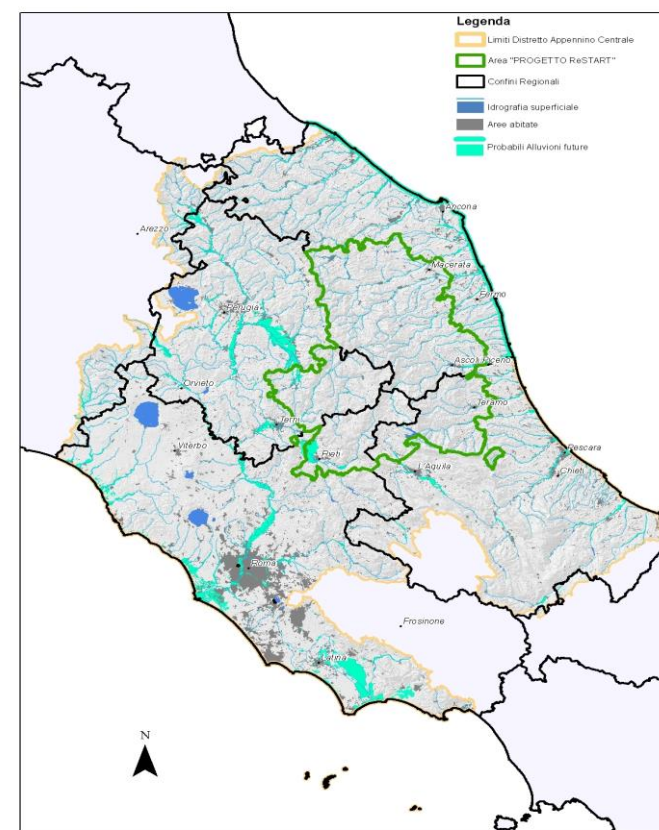 Legenda
Limiti Distretto Appennino Centrale
Area "PROGETTO ReSTART"
Confini Regionali
Idrografia superficiale
Aree abitate
Probabili Alluvioni future
Ancona
Arezzo
Macerata
Fermo
Perugia
Ascoli Piceno
Orvieto
Teramo
Terni
Viterbo
Rieti
Pescara
L'Aquila
Chieti
Roma
Frosinone
Latina
N